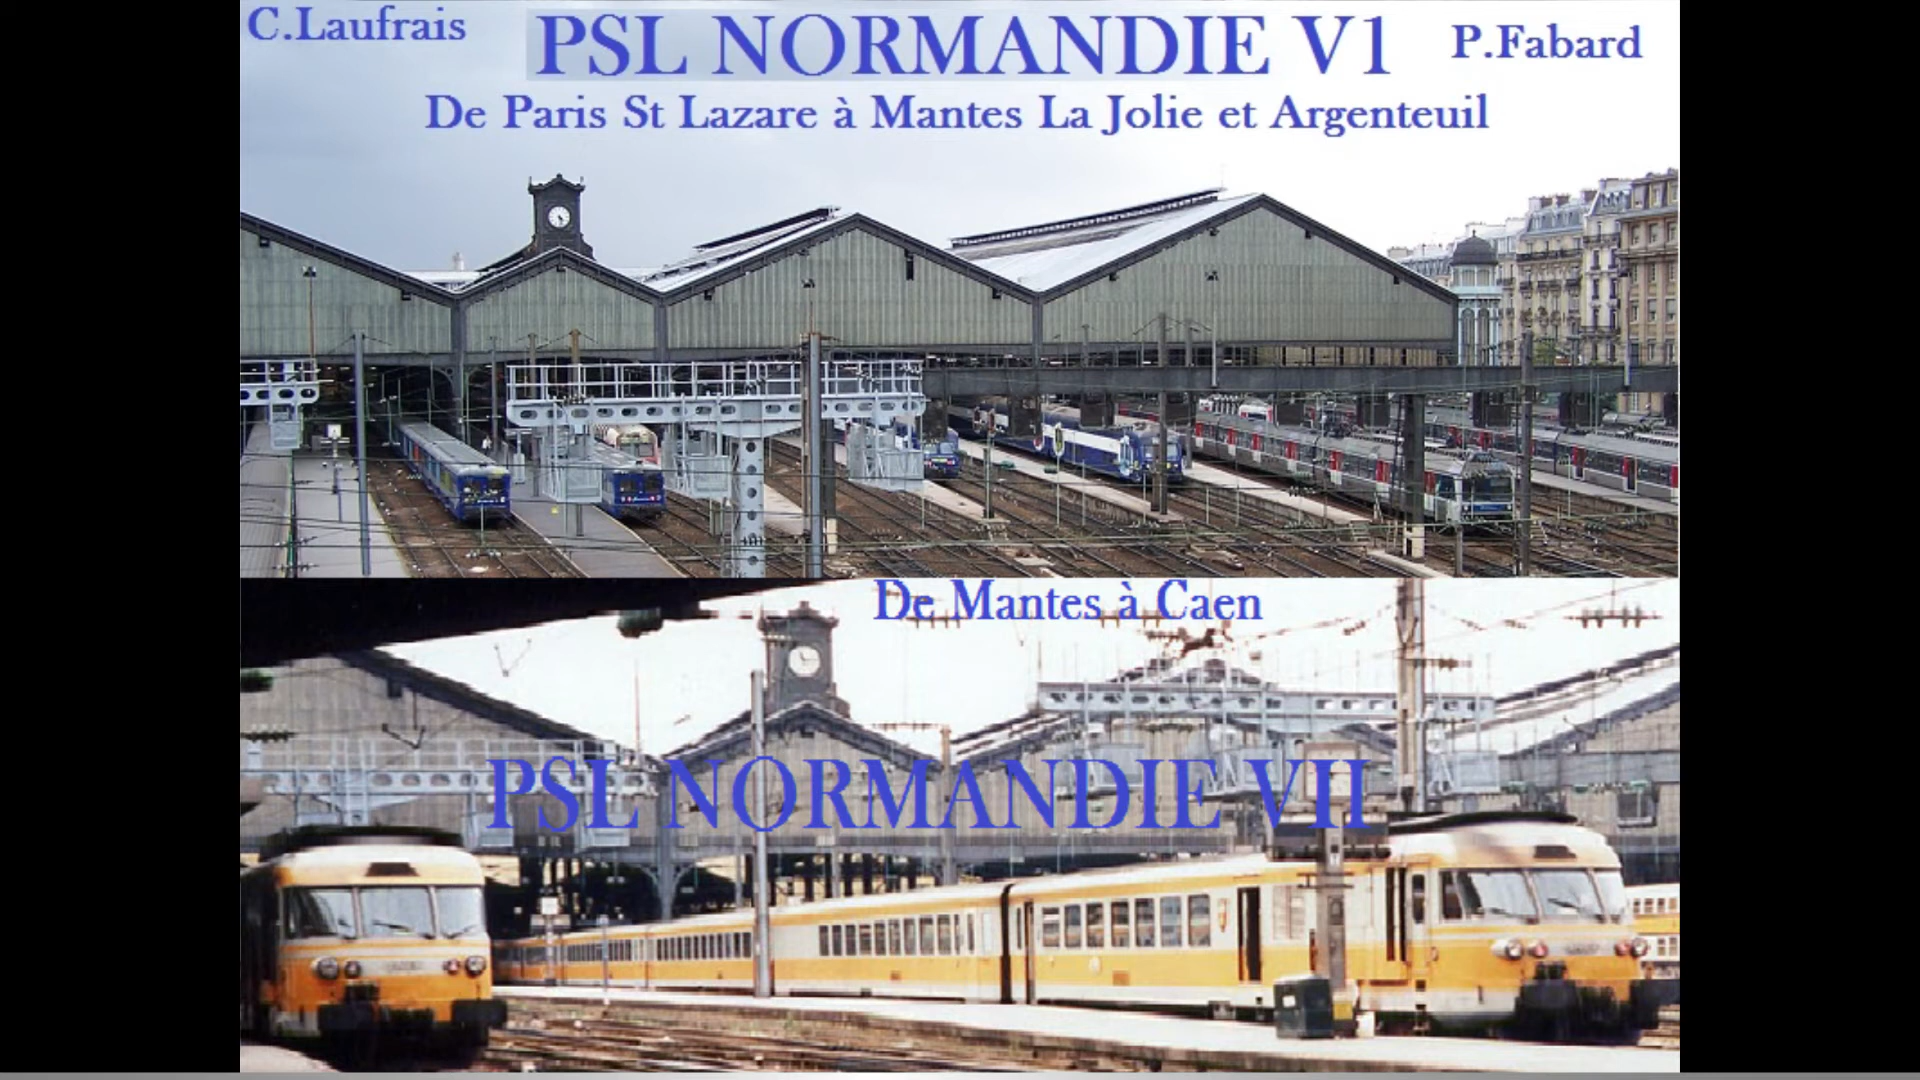 C.Laufrais
PSL NORMANDIE V1
P.Fabard
De Paris St Lazare à Mantes La Jolie et Argenteuil
De Mantes à Caen
PSL NORMANDIE VII